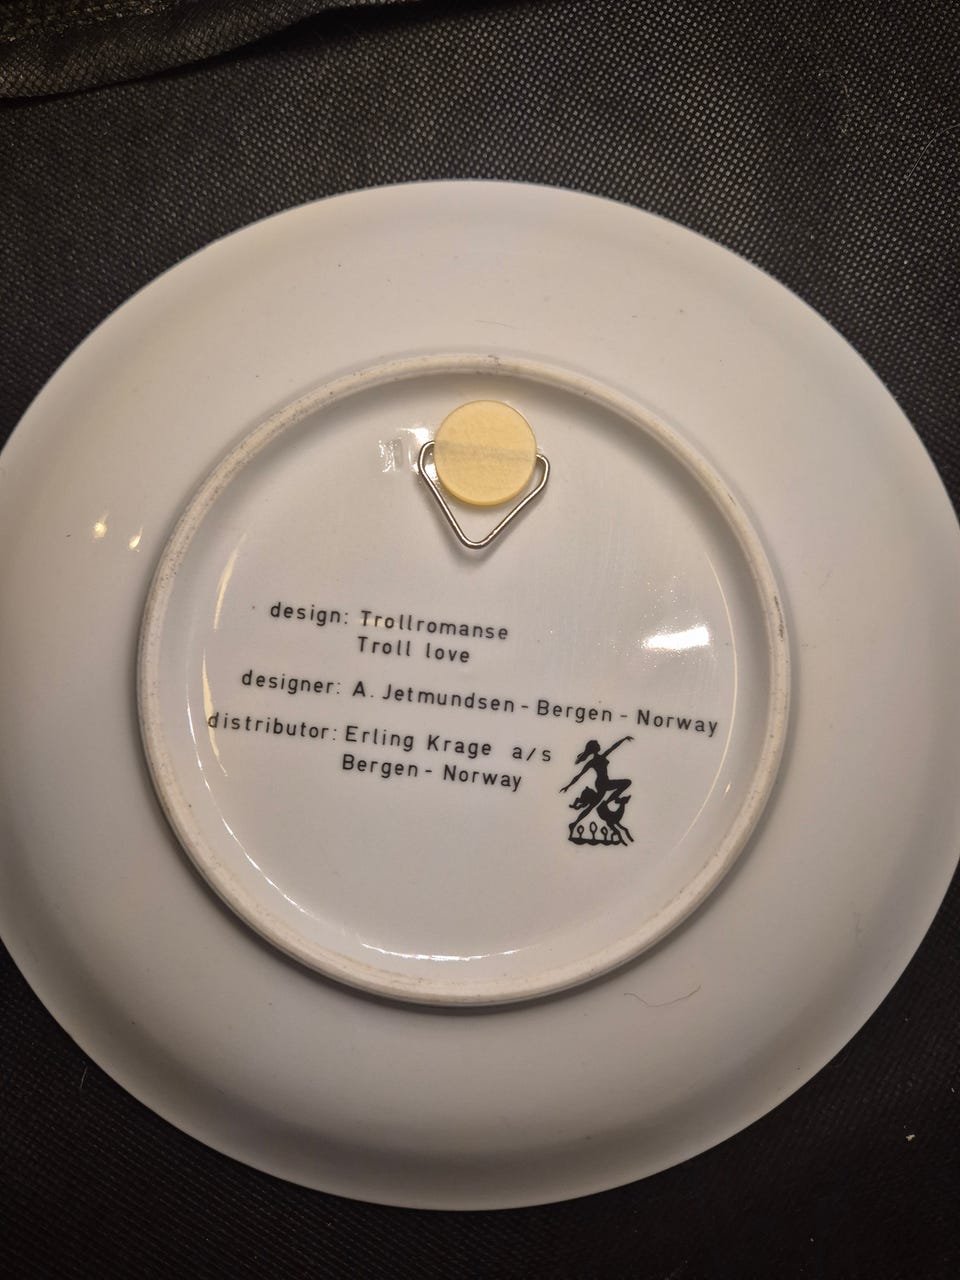 design: Trollromanse
Troll love
designer: A. Jetmundsen - Bergen - Norway
distributor: Erling Krage a/s
Bergen - Norway